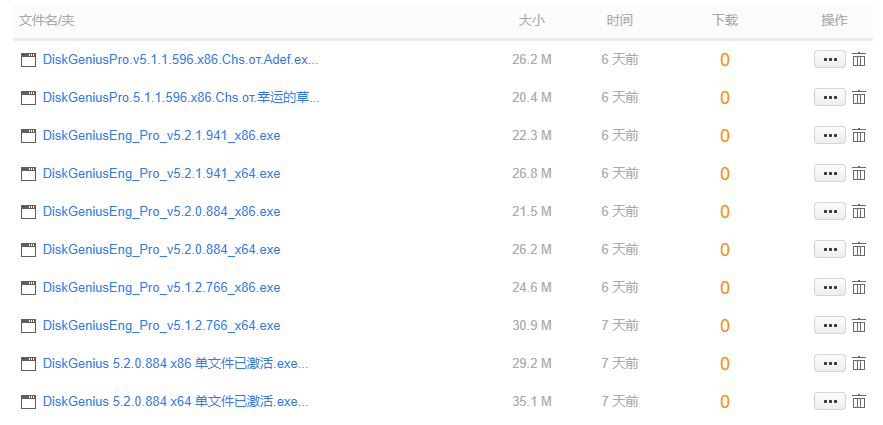 文件名/夹 大小 时间 下载 操作
DiskGeniusPro.v5.1.1.596.x86.Chs.от.Adef.ex... 26.2 M 6 天前 0
DiskGeniusPro.5.1.1.596.x86.Chs.от.幸运的草... 20.4 M 6 天前 0
DiskGeniusEng_Pro_v5.2.1.941_x86.exe 22.3 M 6 天前 0
DiskGeniusEng_Pro_v5.2.1.941_x64.exe 26.8 M 6 天前 0
DiskGeniusEng_Pro_v5.2.0.884_x86.exe 21.5 M 6 天前 0
DiskGeniusEng_Pro_v5.2.0.884_x64.exe 26.2 M 6 天前 0
DiskGeniusEng_Pro_v5.1.2.766_x86.exe 24.6 M 6 天前 0
DiskGeniusEng_Pro_v5.1.2.766_x64.exe 30.9 M 7 天前 0
DiskGenius 5.2.0.884 x86 单文件已激活.exe... 29.2 M 7 天前 0
DiskGenius 5.2.0.884 x64 单文件已激活.exe... 35.1 M 7 天前 0